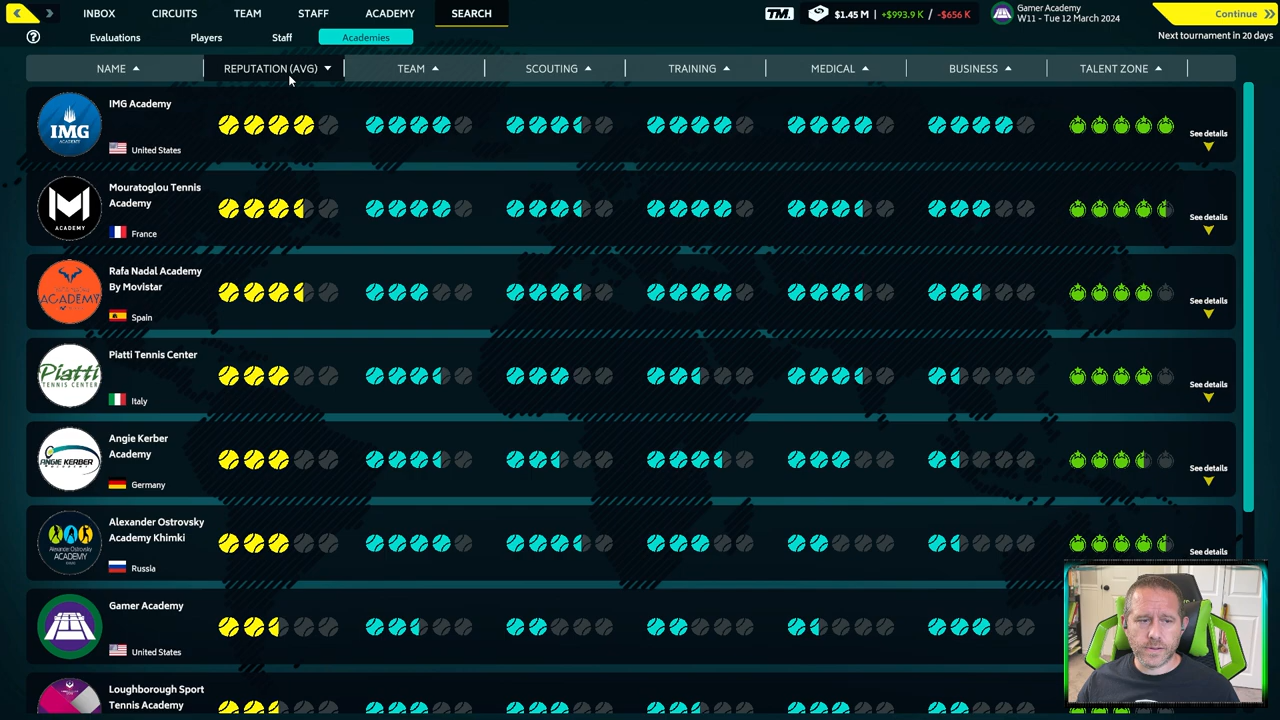 INBOX CIRCUITS TEAM STAFF ACADEMY SEARCH
TM. $1.45 M | +$993.9 K / -$656 K
Gamer Academy
W11 - Tue 12 March 2024
Continue
Evaluations Players Staff Academies
Next tournament in 20 days
NAME REPUTATION (AVG) TEAM SCOUTING TRAINING MEDICAL BUSINESS TALENT ZONE
IMG Academy
IMG
ACADEMY
United States
See details
Mouratoglou Tennis
Academy
ACADEMY
France
See details
Rafa Nadal Academy
By Movistar
ACADEMY
Spain
See details
Piatti Tennis Center
Piatti
TENNIS CENTER
Italy
See details
Angie Kerber
Academy
ANGIE KERBER
Germany
See details
Alexander Ostrovsky
Academy Khimki
Alexander Ostrovsky
ACADEMY
Russia
See details
Gamer Academy
United States
Loughborough Sport
Tennis Academy